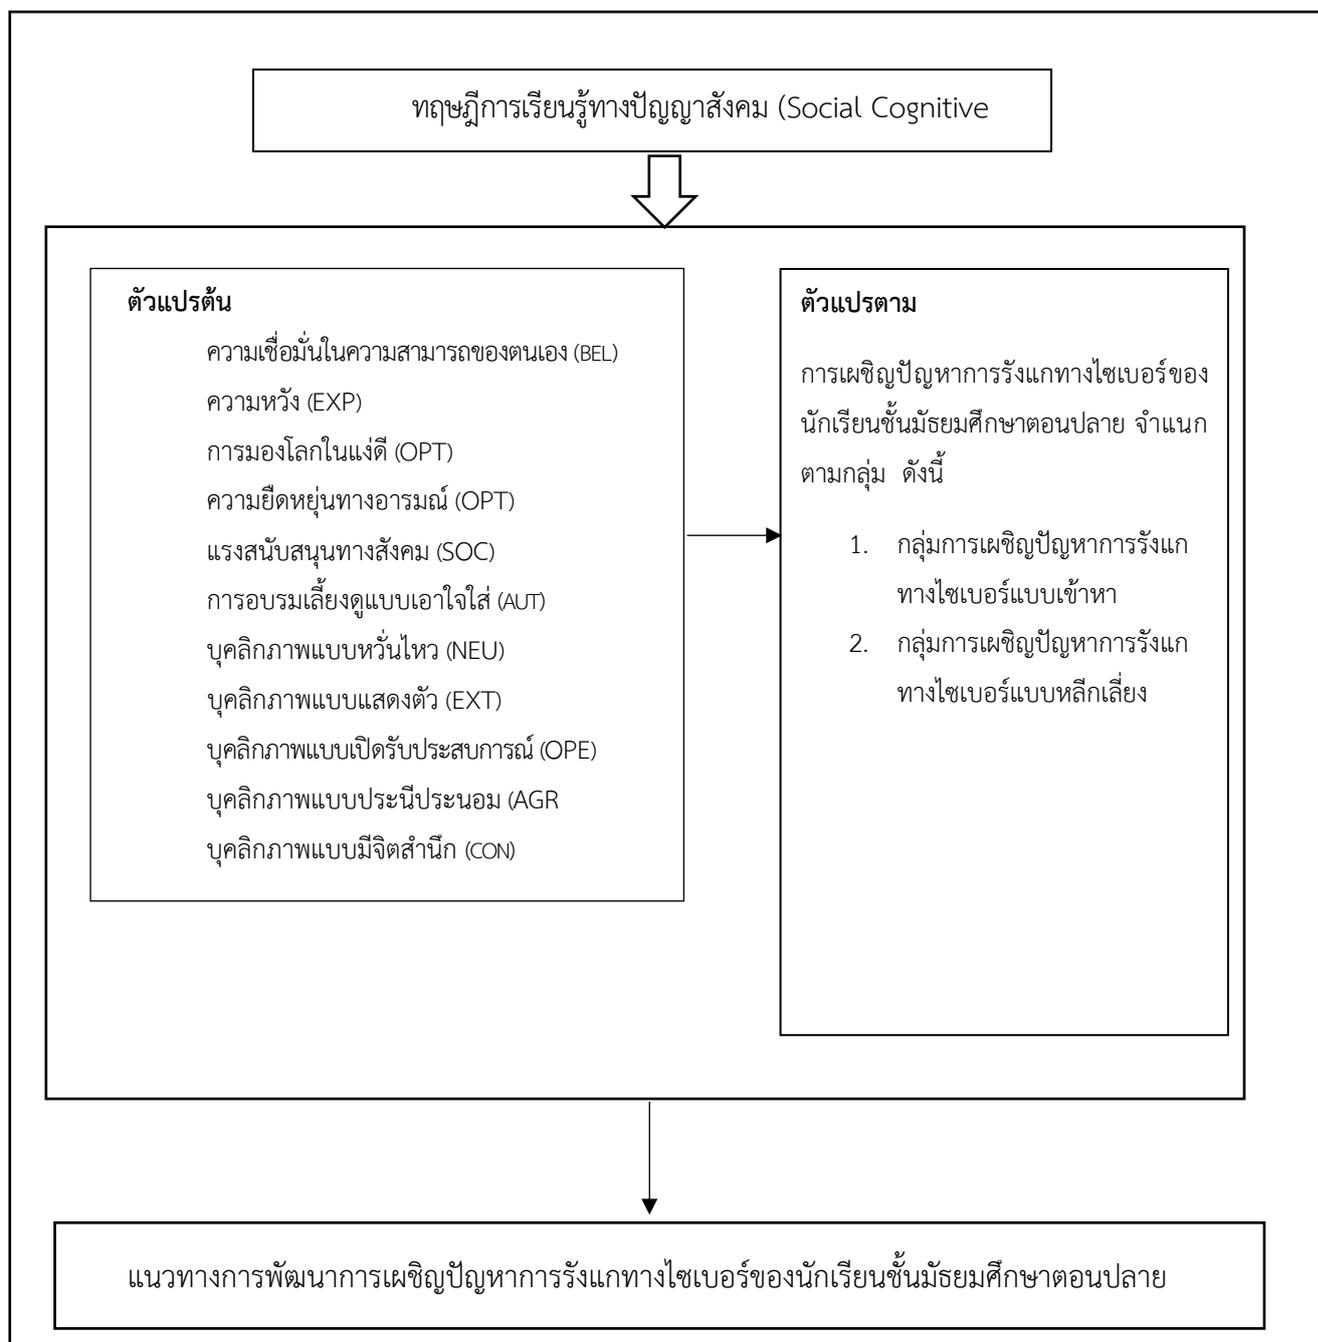 ทฤษฎีการเรียนรู้ทางปัญญาสังคม (Social Cognitive
ตัวแปรต้น
ความเชื่อมั่นในความสามารถของตนเอง (BEL)
ความหวัง (EXP)
การมองโลกในแง่ดี (OPT)
ความยืดหยุ่นทางอารมณ์ (OPT)
แรงสนับสนุนทางสังคม (SOC)
การอบรมเลี้ยงดูแบบเอาใจใส่ (AUT)
บุคลิกภาพแบบหวั่นไหว (NEU)
บุคลิกภาพแบบแสดงตัว (EXT)
บุคลิกภาพแบบเปิดรับประสบการณ์ (OPE)
บุคลิกภาพแบบประนีประนอม (AGR
บุคลิกภาพแบบมีจิตสำนึก (CON)
ตัวแปรตาม
การเผชิญปัญหาการรังแกทางไซเบอร์ของ
นักเรียนชั้นมัธยมศึกษาตอนปลาย จำแนก
ตามกลุ่ม ดังนี้
1. กลุ่มการเผชิญปัญหาการรังแก
ทางไซเบอร์แบบเข้าหา
2. กลุ่มการเผชิญปัญหาการรังแก
ทางไซเบอร์แบบหลีกเลี่ยง
แนวทางการพัฒนาการเผชิญปัญหาการรังแกทางไซเบอร์ของนักเรียนชั้นมัธยมศึกษาตอนปลาย